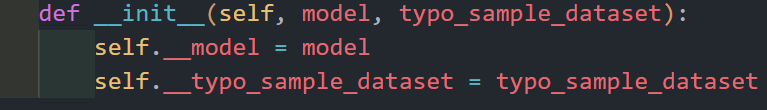 def __init__(self, model, typo_sample_dataset):
self.__model = model
self.__typo_sample_dataset = typo_sample_dataset